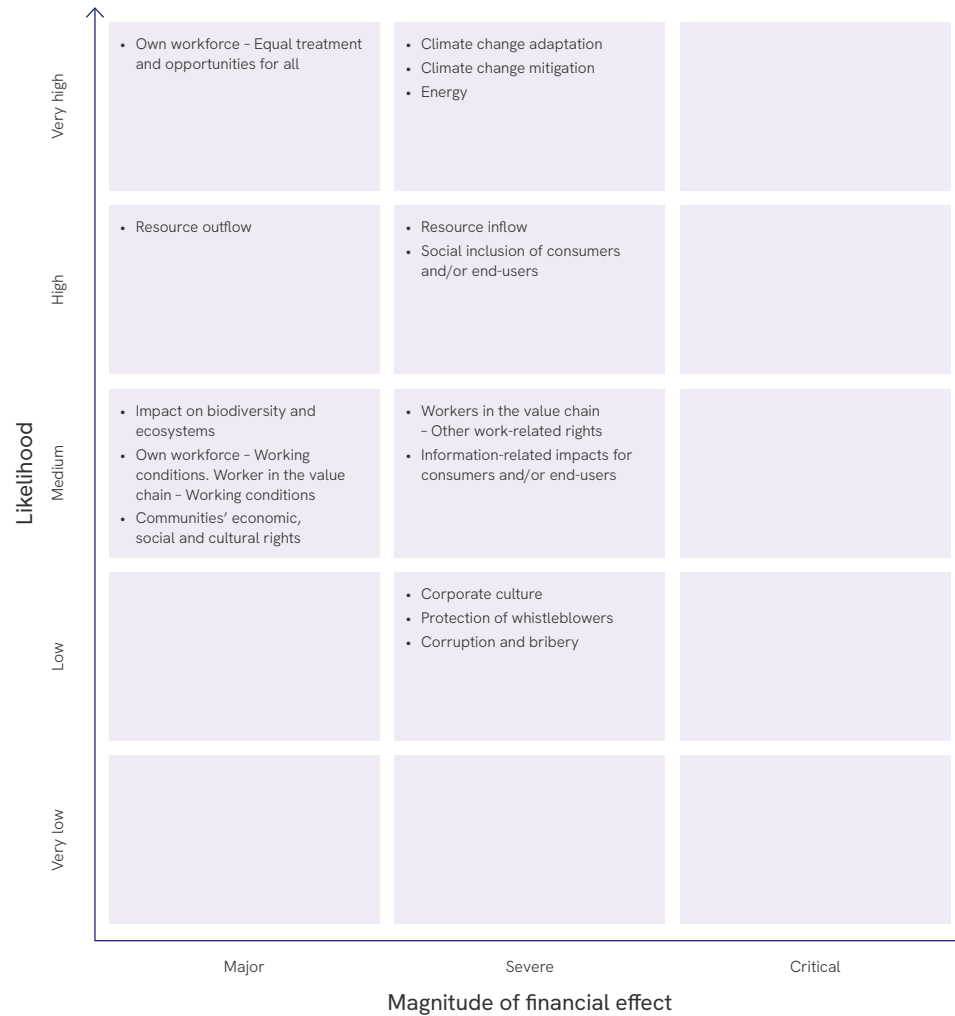 Very high
• Own workforce – Equal treatment
and opportunities for all
• Climate change adaptation
• Climate change mitigation
• Energy
High
• Resource outflow
• Resource inflow
• Social inclusion of consumers
and/or end-users
Likelihood
Medium
• Impact on biodiversity and
ecosystems
• Own workforce – Working
conditions. Worker in the value
chain – Working conditions
• Communities’ economic,
social and cultural rights
• Workers in the value chain
– Other work-related rights
• Information-related impacts for
consumers and/or end-users
Low
• Corporate culture
• Protection of whistleblowers
• Corruption and bribery
Very low
Major
Severe
Critical
Magnitude of financial effect